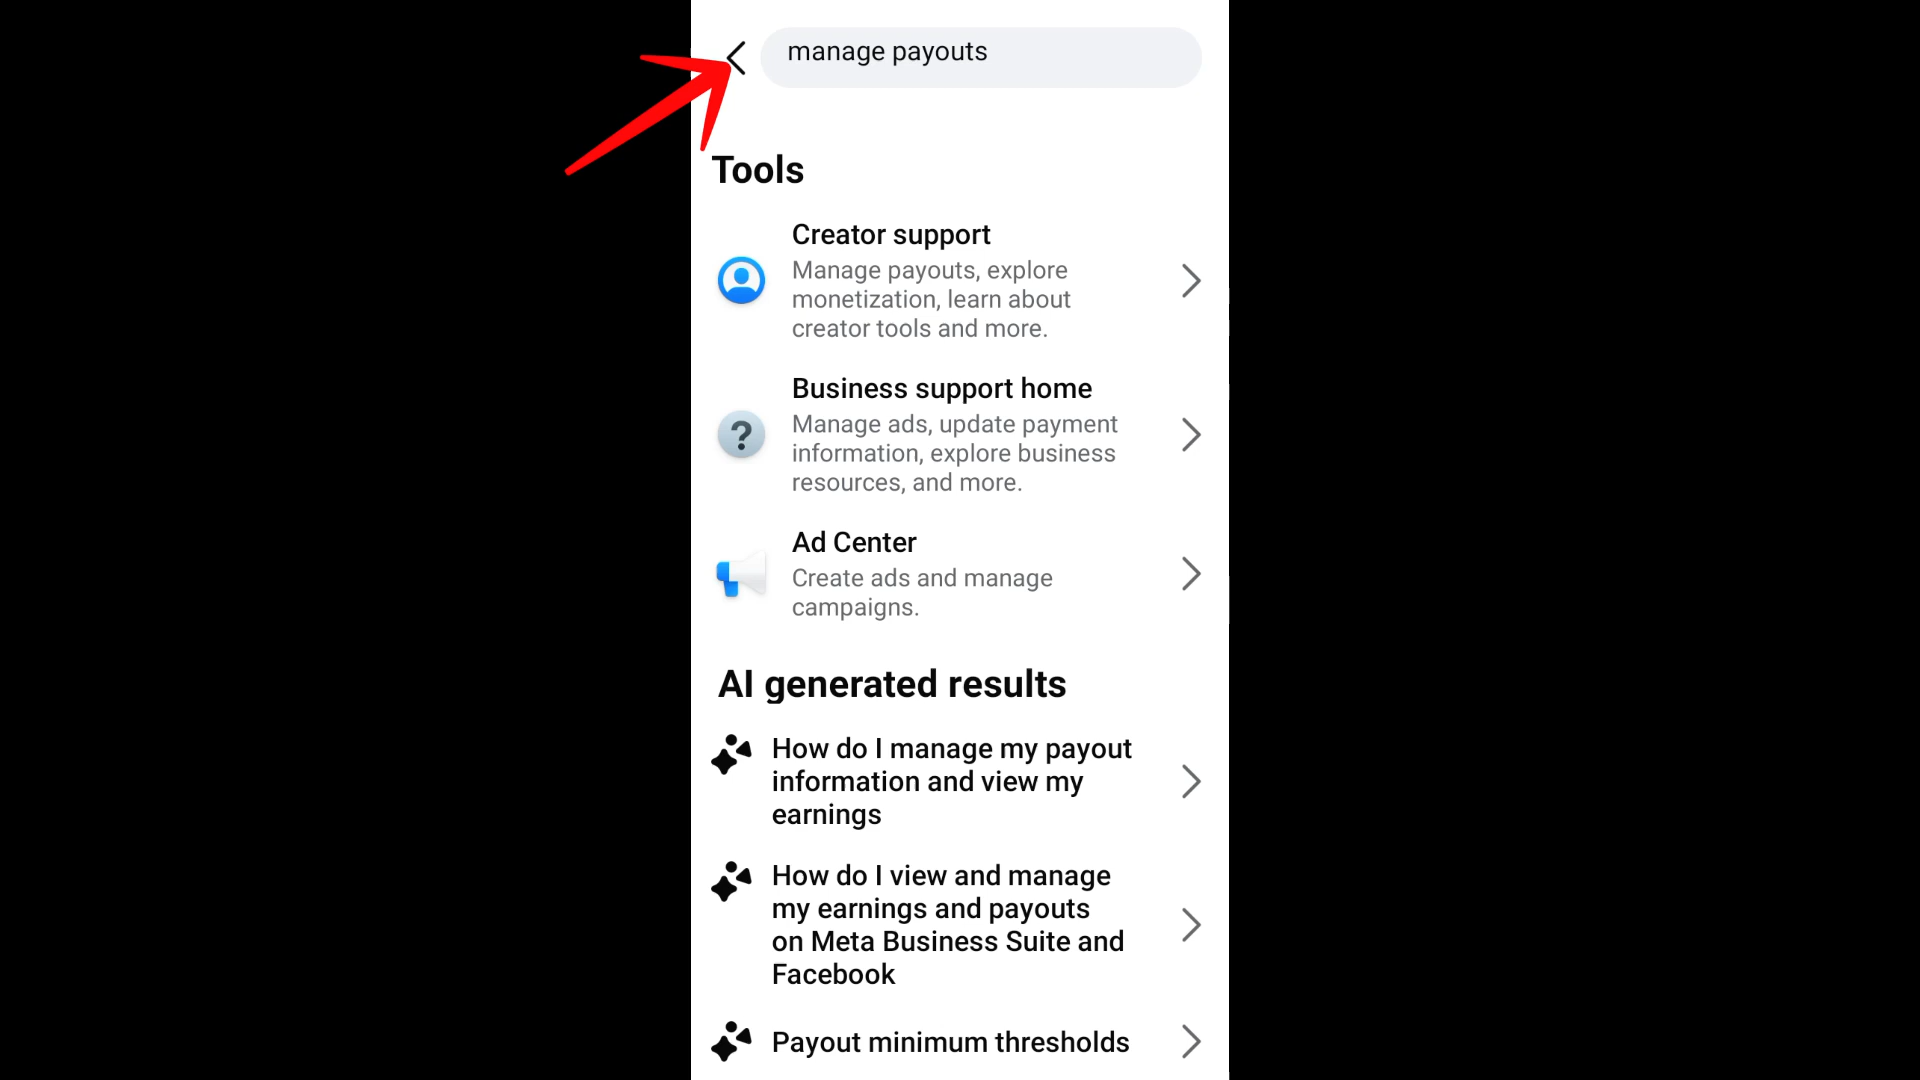 manage payouts
Tools
Creator support
Manage payouts, explore
monetization, learn about
creator tools and more.
Business support home
Manage ads, update payment
information, explore business
resources, and more.
Ad Center
Create ads and manage
campaigns.
AI generated results
How do I manage my payout
information and view my
earnings
How do I view and manage
my earnings and payouts
on Meta Business Suite and
Facebook
Payout minimum thresholds